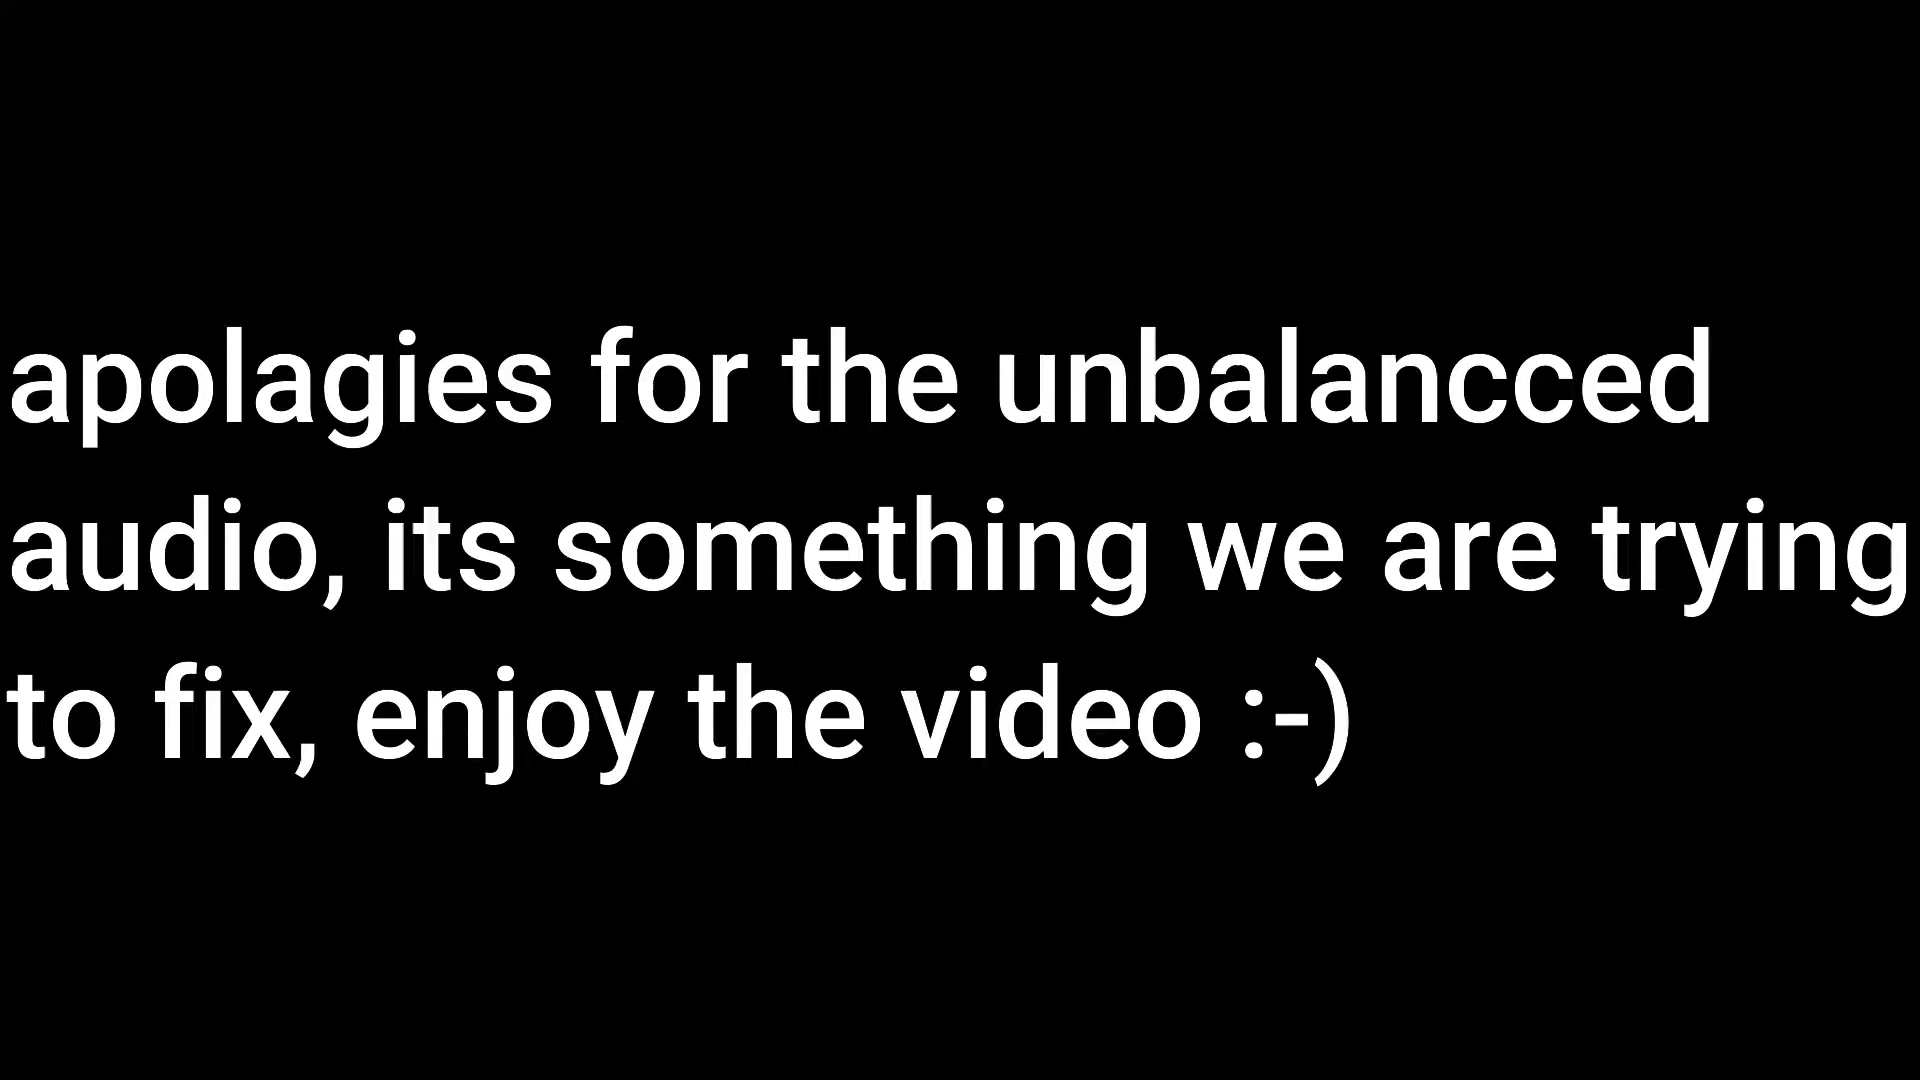 apolagies for the unbalancced
audio, its something we are trying
to fix, enjoy the video :-)